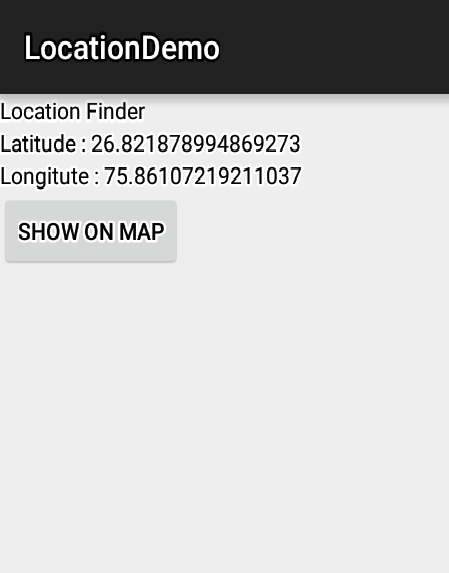 LocationDemo
Location Finder
Latitude : 26.821878994869273
Longitute : 75.86107219211037
SHOW ON MAP